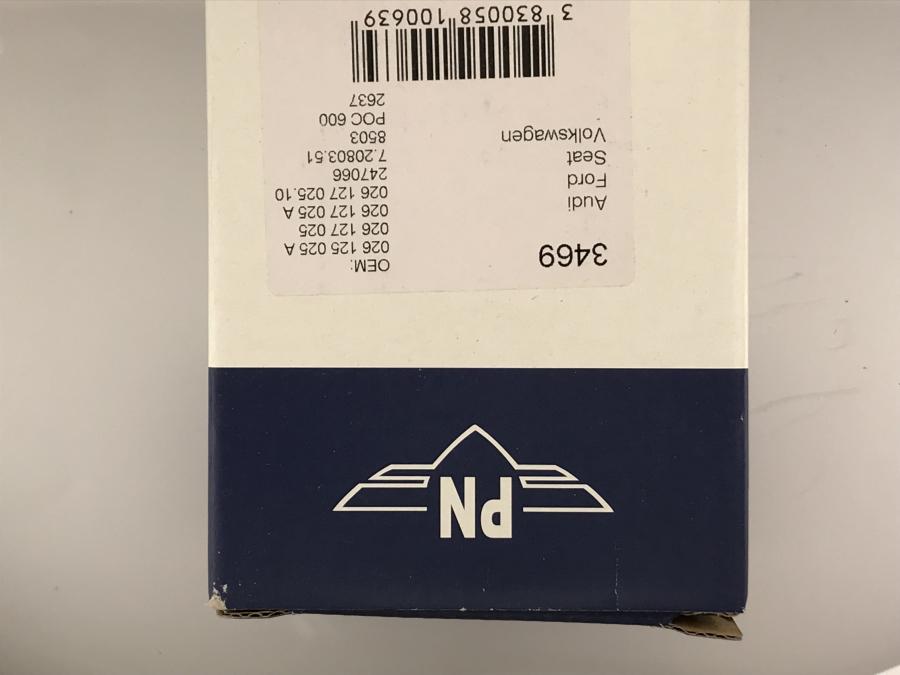 PN
3469
Audi
Ford
Seat
Volkswagen
OEM:
026 125 025 A
026 127 025
026 127 025 A
026 127 025.10
247066
7.20803.51
8503
POC 600
2637
3 830058 100639